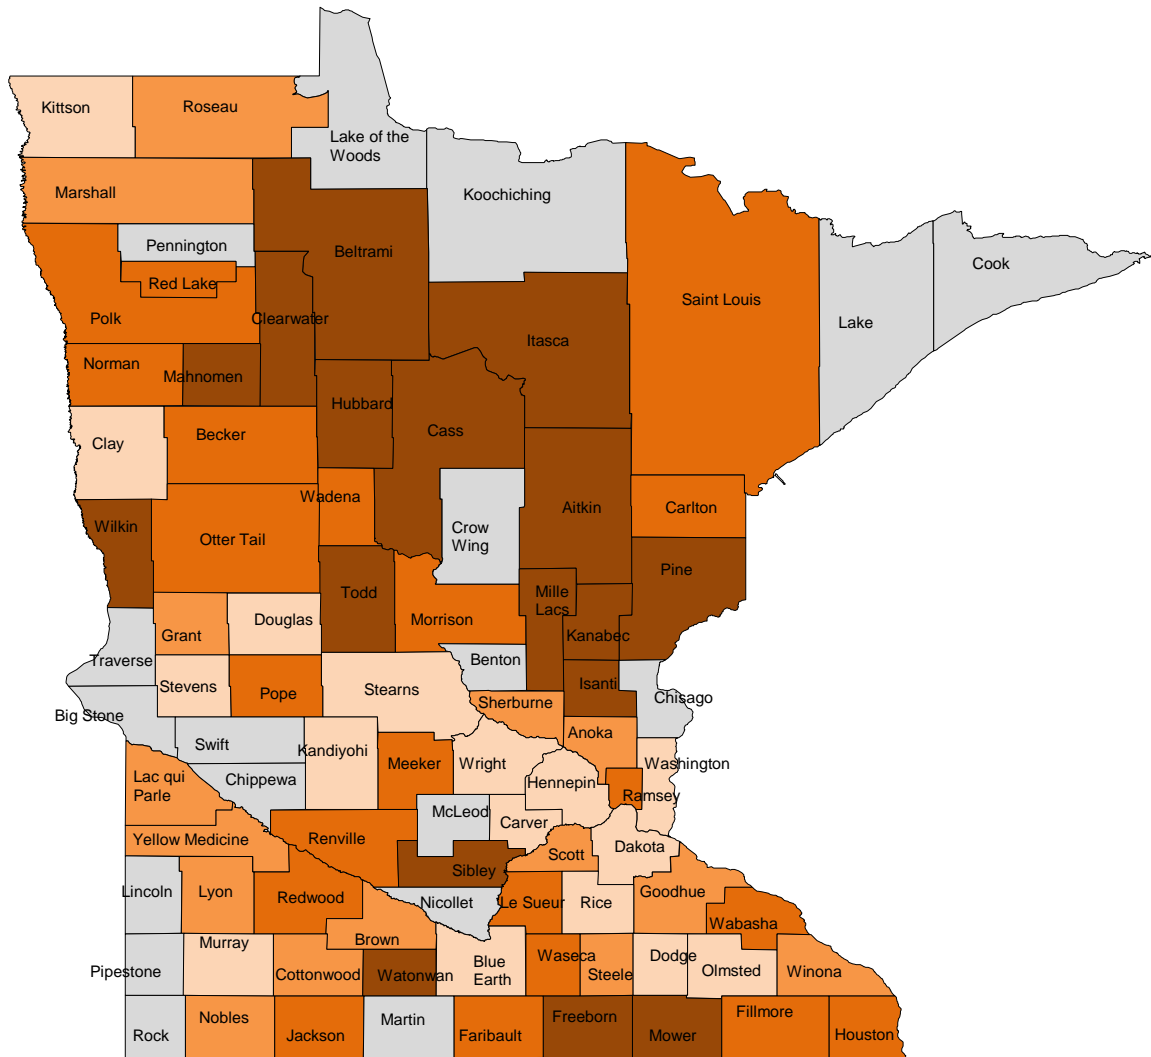 Kittson
Roseau
Lake of the
Woods
Koochiching
Marshall
Pennington
Beltrami
Red Lake
Saint Louis
Cook
Polk
Clearwater
Lake
Itasca
Norman
Mahnomen
Hubbard
Cass
Clay
Becker
Wadena
Aitkin
Carlton
Wilkin
Otter Tail
Crow
Wing
Pine
Todd
Mille
Lacs
Douglas
Morrison
Grant
Kanabec
Traverse
Benton
Stevens
Pope
Stearns
Isanti
Chisago
Sherburne
Big Stone
Anoka
Swift
Kandiyohi
Meeker
Wright
Washington
Lac qui
Parle
Chippewa
Hennepin
Ramsey
McLeod
Carver
Yellow Medicine
Renville
Dakota
Scott
Sibley
Lincoln
Lyon
Redwood
Nicollet
Le Sueur
Rice
Goodhue
Wabasha
Murray
Brown
Pipestone
Cottonwood
Watonwan
Blue
Earth
Waseca
Steele
Dodge
Olmsted
Winona
Rock
Nobles
Jackson
Martin
Faribault
Freeborn
Mower
Fillmore
Houston